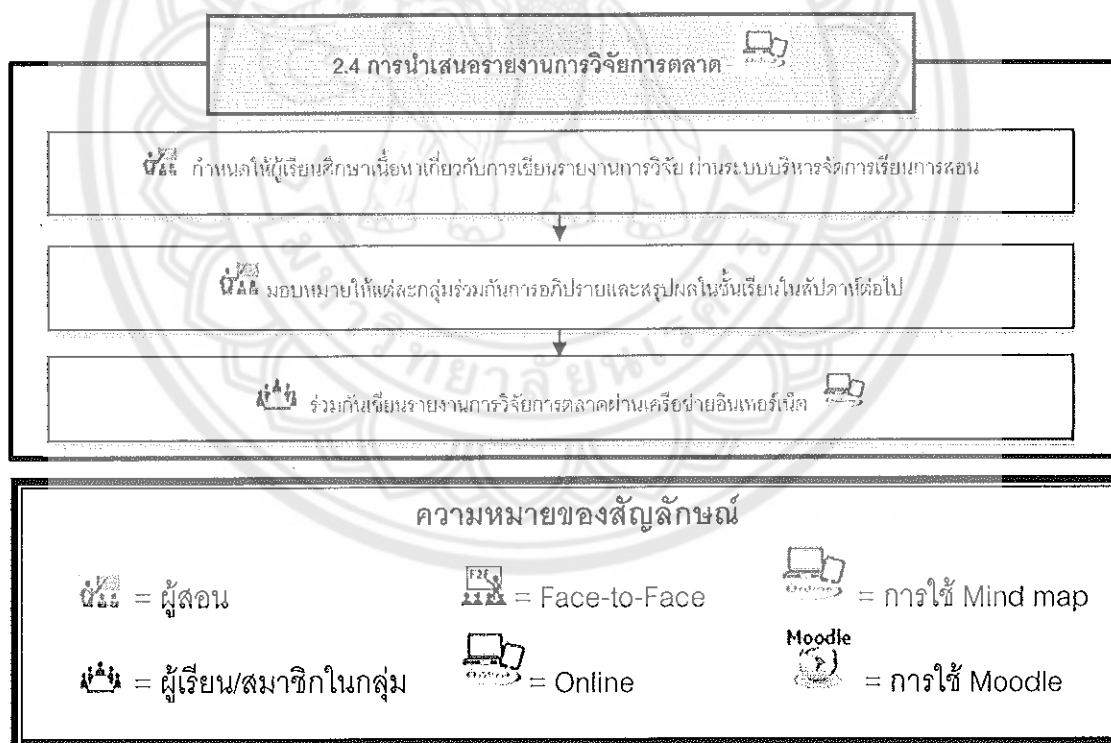 2.4 การนำเสนอรายงานการวิจัยการตลาด
กำหนดให้ผู้เรียนศึกษาเนื้อหาเกี่ยวกับการเขียนรายงานการวิจัย ผ่านระบบบริหารจัดการเรียนการสอน
มอบหมายให้แต่ละกลุ่มร่วมกันการอภิปรายและสรุปผลในชั้นเรียนในสัปดาห์ต่อไป
ร่วมกันเขียนรายงานการวิจัยการตลาดผ่านเครือข่ายอินเทอร์เน็ต
ความหมายของสัญลักษณ์
= ผู้สอน
F2F = Face-to-Face
Online = การใช้ Mind map
= ผู้เรียน/สมาชิกในกลุ่ม
Online = Online
Moodle = การใช้ Moodle